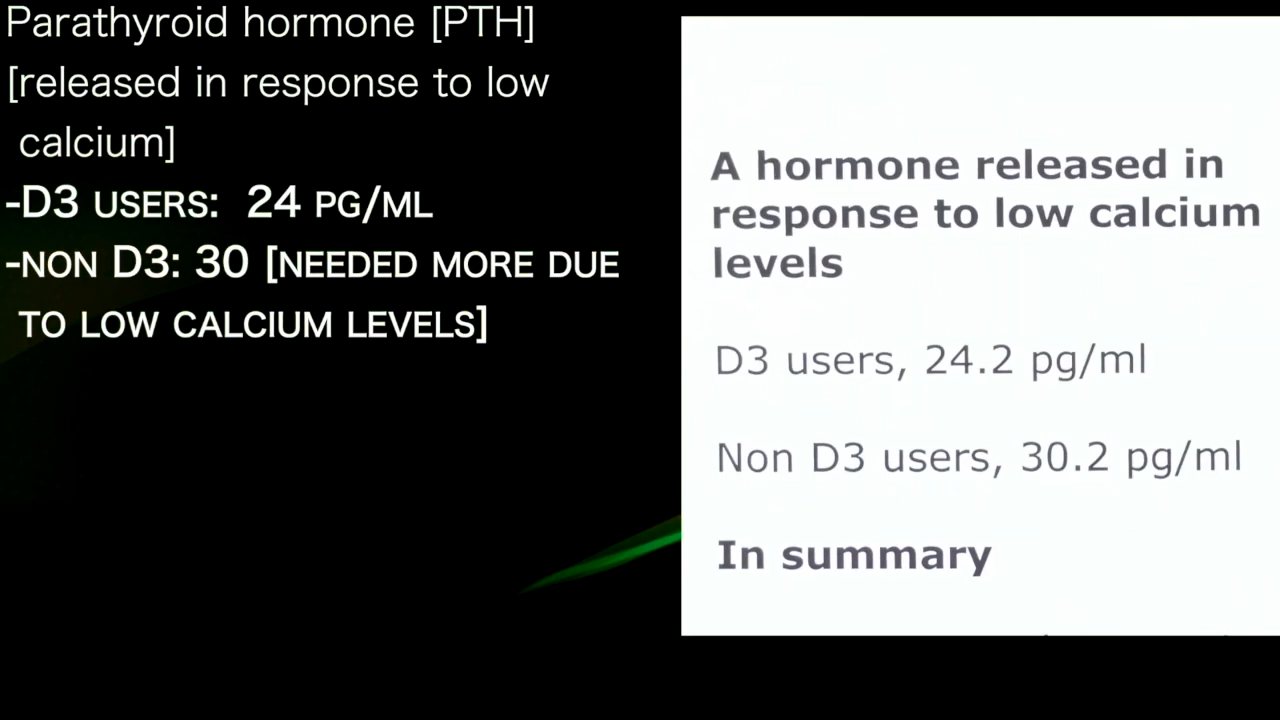 Parathyroid hormone [PTH]
[released in response to low
calcium]
-D3 USERS: 24 PG/ML
-NON D3: 30 [NEEDED MORE DUE
TO LOW CALCIUM LEVELS]
A hormone released in
response to low calcium
levels
D3 users, 24.2 pg/ml
Non D3 users, 30.2 pg/ml
In summary